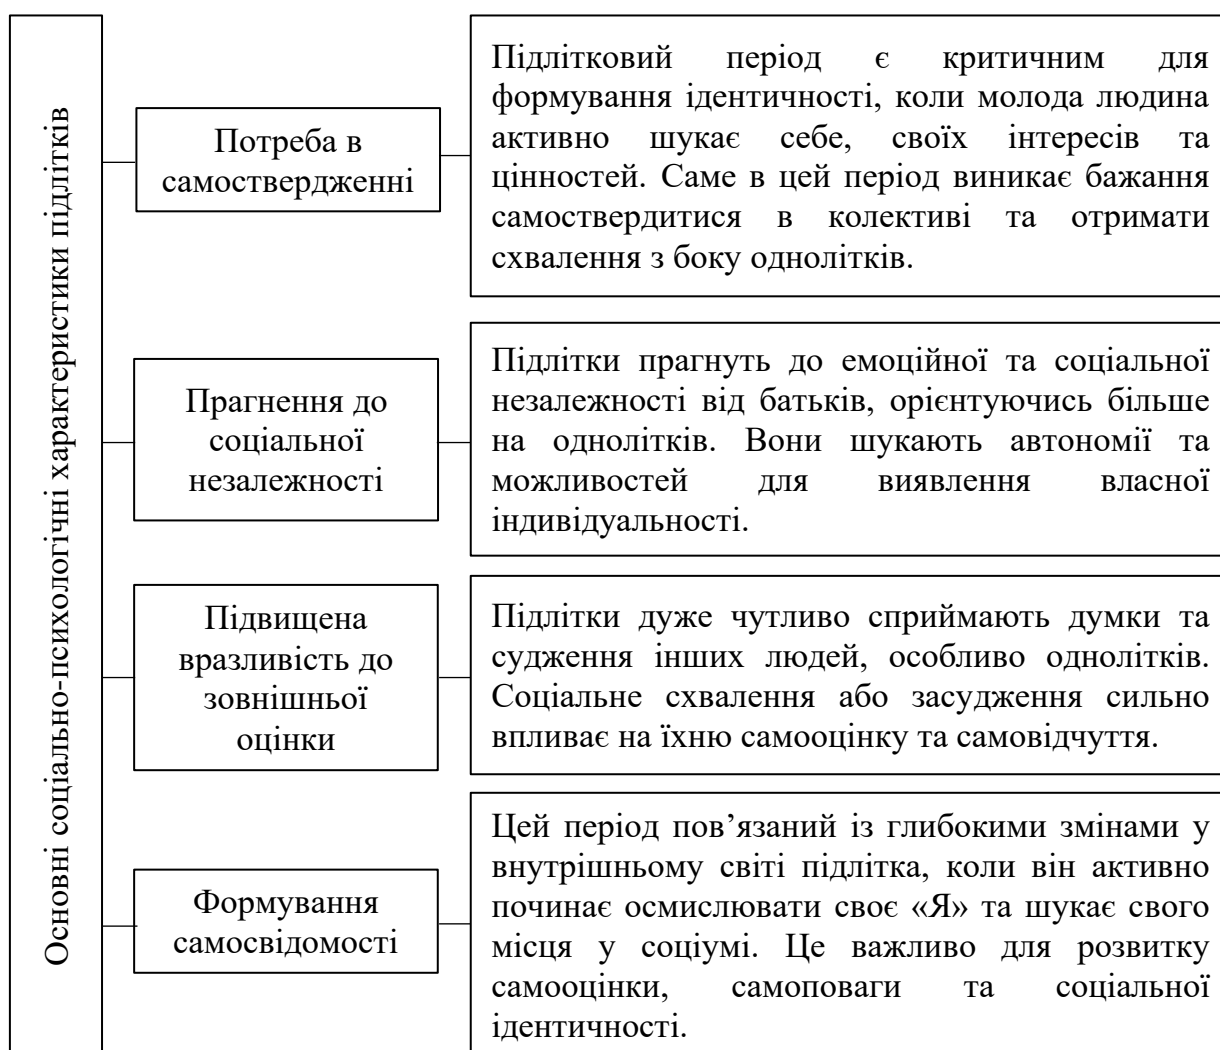 Основні соціально-психологічні характеристики підлітків
Потреба в
самоствердженні
Підлітковий період є критичним для
формування ідентичності, коли молода людина
активно шукає себе, своїх інтересів та
цінностей. Саме в цей період виникає бажання
самоствердитися в колективі та отримати
схвалення з боку однолітків.
Прагнення до
соціальної
незалежності
Підлітки прагнуть до емоційної та соціальної
незалежності від батьків, орієнтуючись більше
на однолітків. Вони шукають автономії та
можливостей для виявлення власної
індивідуальності.
Підвищена
вразливість до
зовнішньої
оцінки
Підлітки дуже чутливо сприймають думки та
судження інших людей, особливо однолітків.
Соціальне схвалення або засудження сильно
впливає на їхню самооцінку та самовідчуття.
Формування
самосвідомості
Цей період пов’язаний із глибокими змінами у
внутрішньому світі підлітка, коли він активно
починає осмислювати своє «Я» та шукає свого
місця у соціумі. Це важливо для розвитку
самооцінки, самоповаги та соціальної
ідентичності.